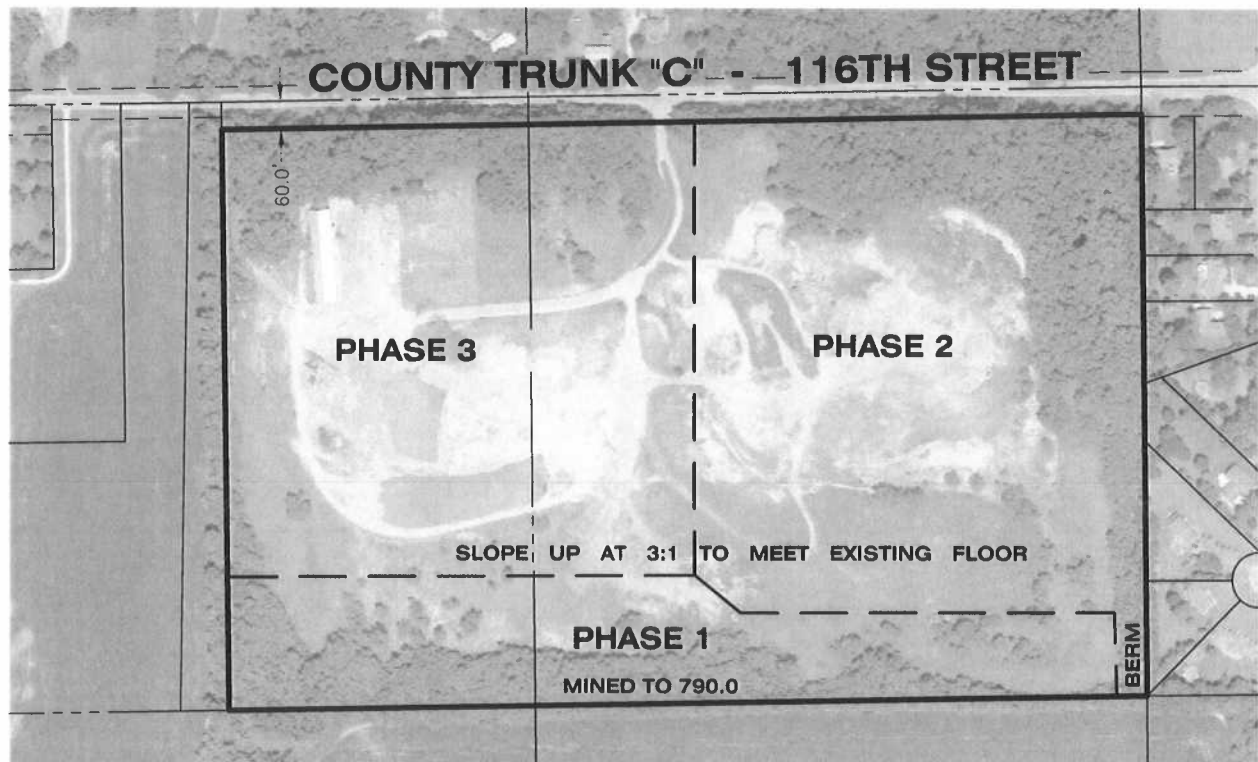 COUNTY TRUNK "C" - 116TH STREET
60.0'
PHASE 3
PHASE 2
SLOPE UP AT 3:1 TO MEET EXISTING FLOOR
PHASE 1
BERM
MINED TO 790.0